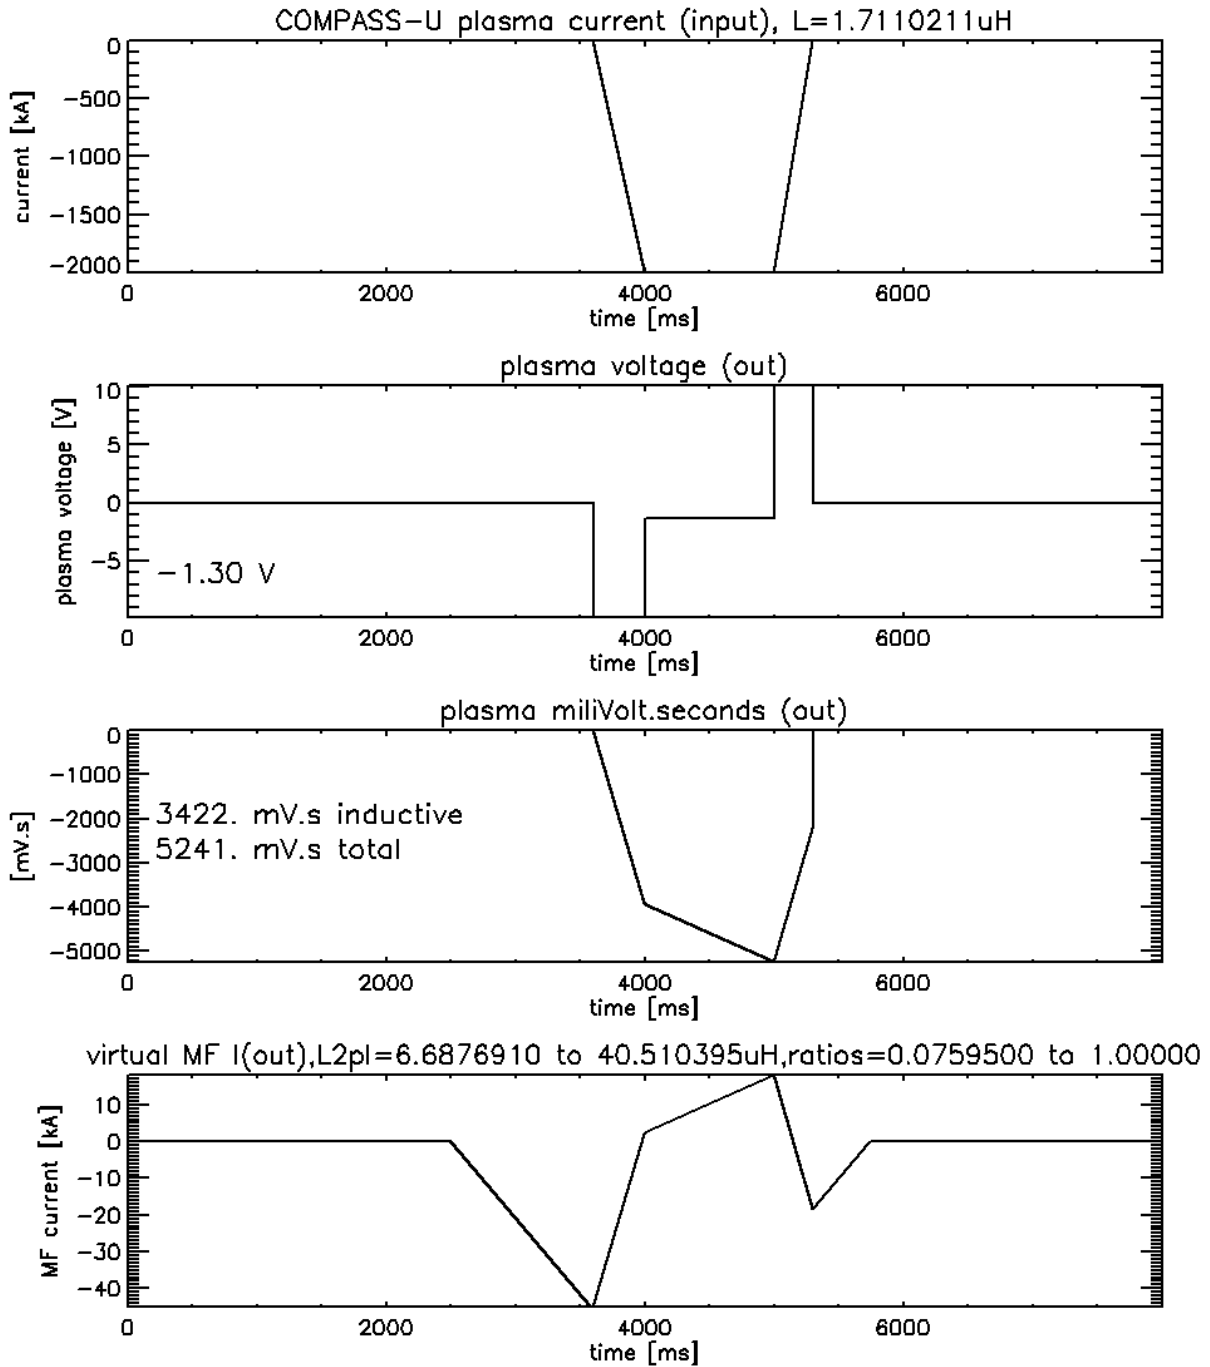 COMPASS-U plasma current (input), L=1.7110211uH
0
-500
-1000
-1500
-2000
current [kA]
0 2000 4000 6000
time [ms]
plasma voltage (out)
10
5
0
-5
plasma voltage [V]
-1.30 V
0 2000 4000 6000
time [ms]
plasma miliVolt.seconds (out)
0
-1000
-2000
-3000
-4000
-5000
[mV.s]
3422. mV.s inductive
5241. mV.s total
0 2000 4000 6000
time [ms]
virtual MF I(out),L2pl=6.6876910 to 40.510395uH,ratios=0.0759500 to 1.00000
10
0
-10
-20
-30
-40
MF current [kA]
0 2000 4000 6000
time [ms]